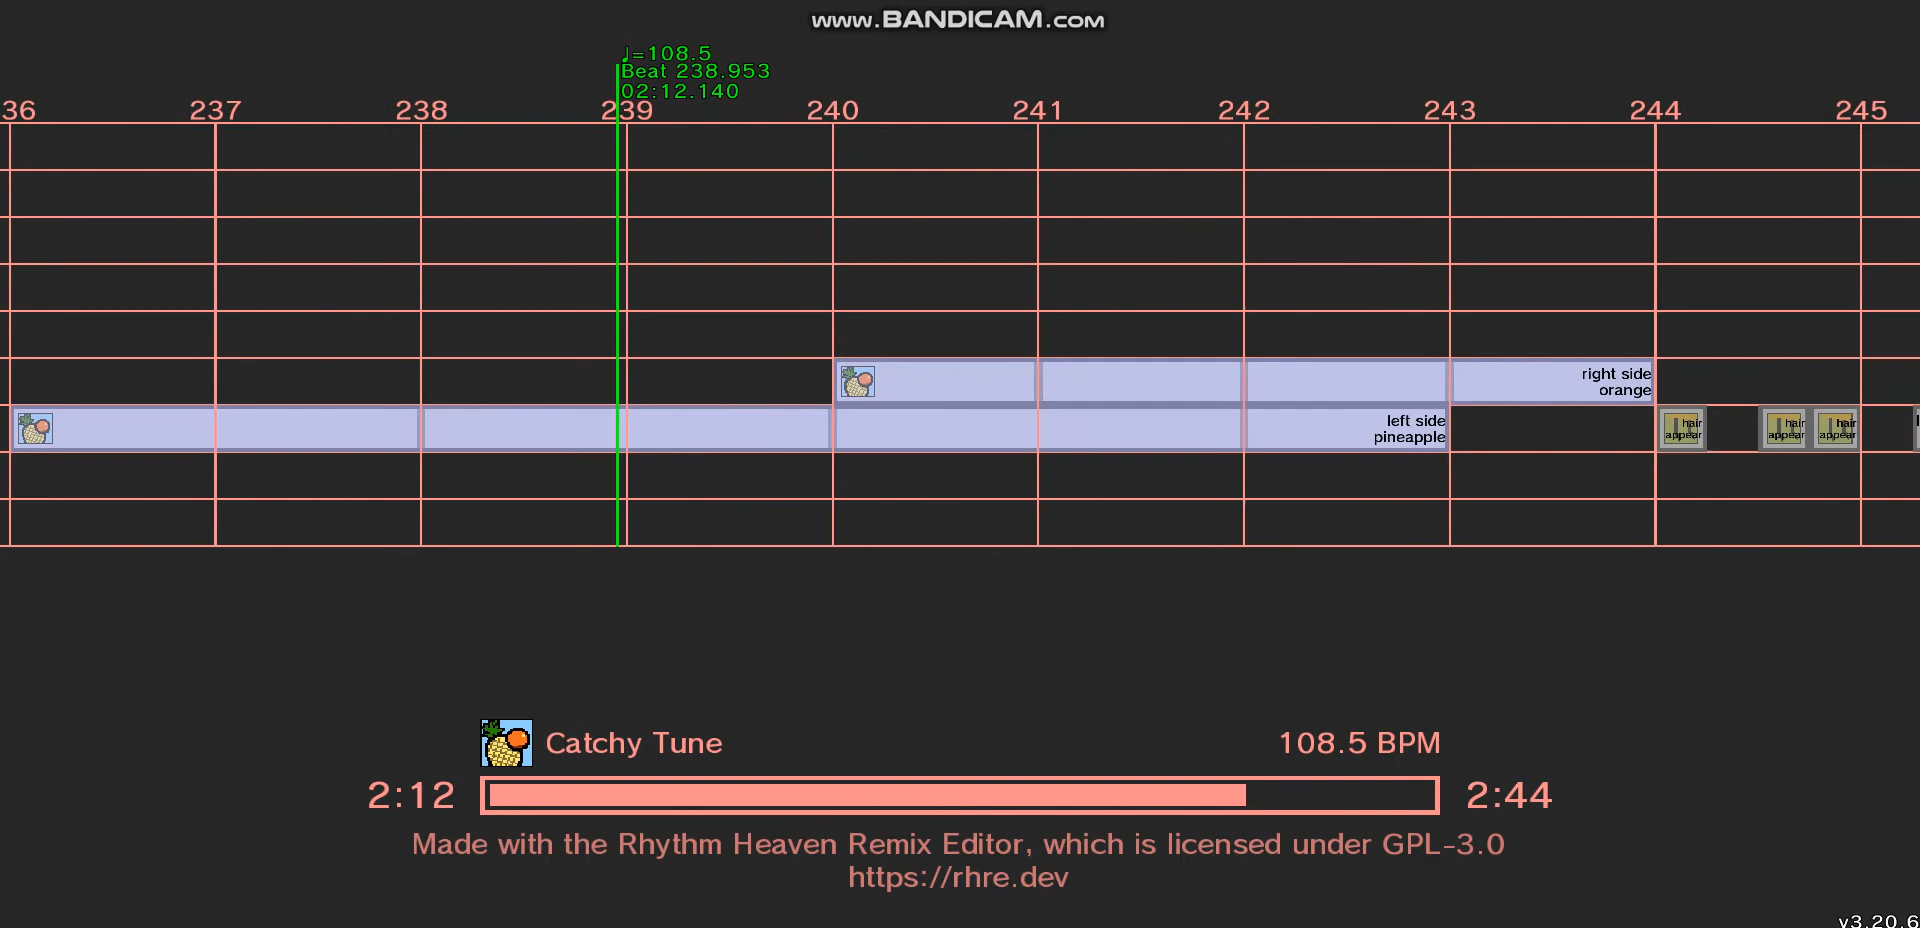 www.BANDICAM.COM
♩=108.5
Beat 238.953
02:12.140
36 237 238 239 240 241 242 243 244 245
right side
orange
left side
pineapple
hair
appear
hair
appear
hair
appear
Catchy Tune
108.5 BPM
2:12
2:44
Made with the Rhythm Heaven Remix Editor, which is licensed under GPL-3.0
https://rhre.dev
v3.20.6